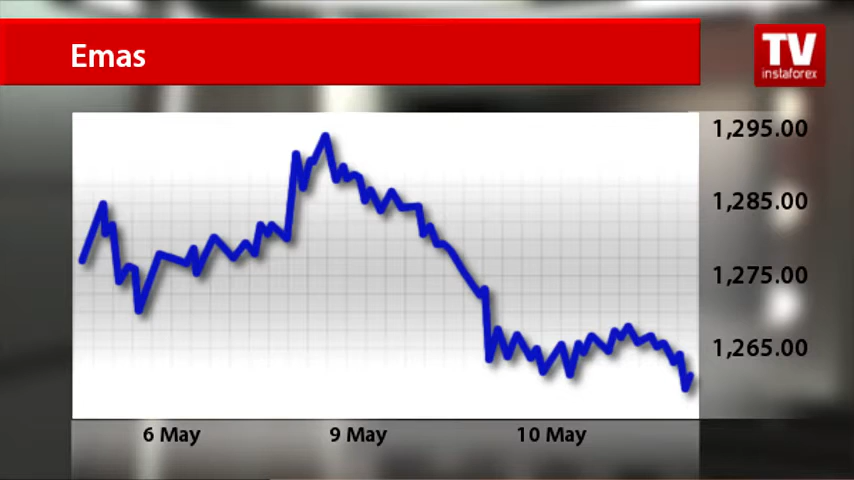 Emas
TV
instaforex
1,295.00
1,285.00
1,275.00
1,265.00
6 May
9 May
10 May